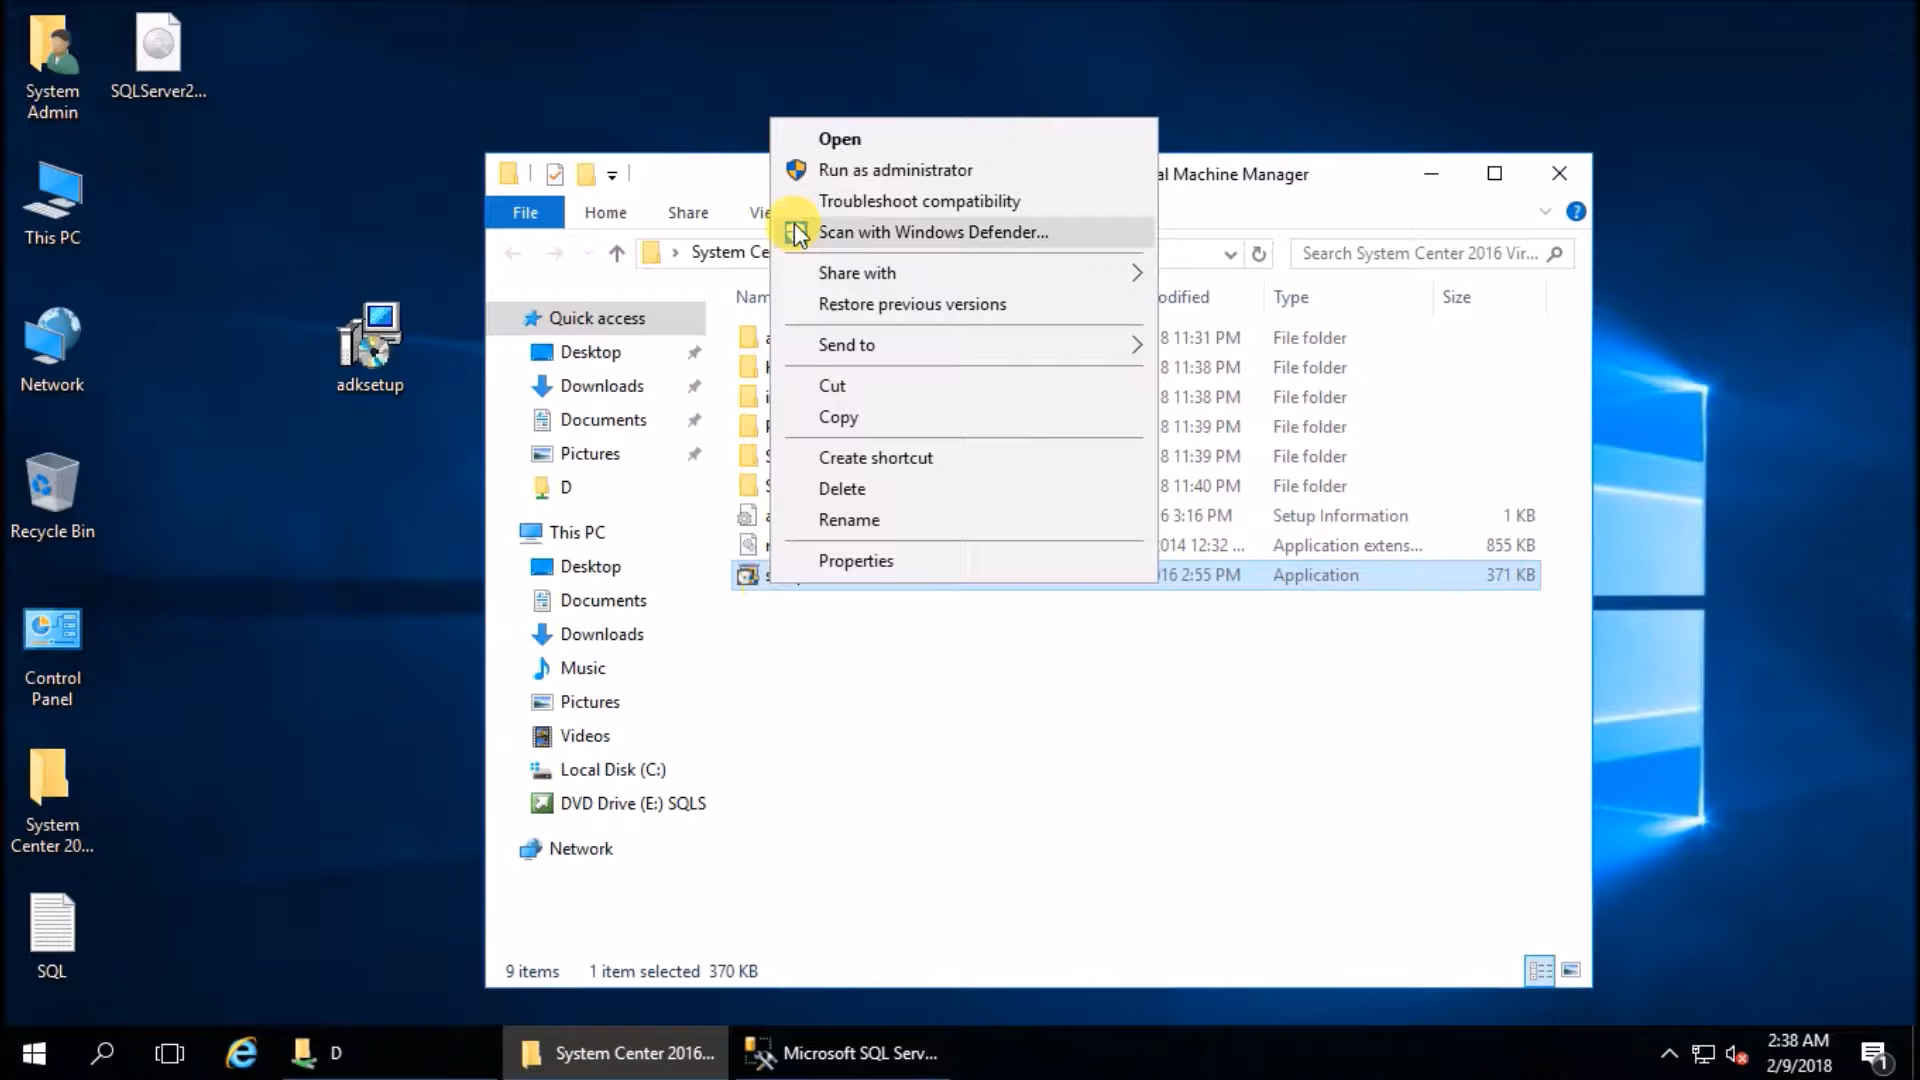 System
Admin
SQLServer2...
This PC
Network
adksetup
Recycle Bin
Control
Panel
System
Center 20...
SQL
al Machine Manager
File
Home
Share
System Ce
Search System Center 2016 Vir...
Open
Run as administrator
Troubleshoot compatibility
Scan with Windows Defender...
Share with
Restore previous versions
Send to
Cut
Copy
Create shortcut
Delete
Rename
Properties
Quick access
Desktop
Downloads
Documents
Pictures
D
This PC
Desktop
Documents
Downloads
Music
Pictures
Videos
Local Disk (C:)
DVD Drive (E:) SQLS
Network
Type
Size
8 11:31 PM File folder
8 11:38 PM File folder
8 11:38 PM File folder
8 11:39 PM File folder
8 11:39 PM File folder
8 11:40 PM File folder
6 3:16 PM Setup Information 1 KB
2014 12:32 ... Application extens... 855 KB
16 2:55 PM Application 371 KB
9 items 1 item selected 370 KB
D
System Center 2016...
Microsoft SQL Serv...
2:38 AM
2/9/2018
1